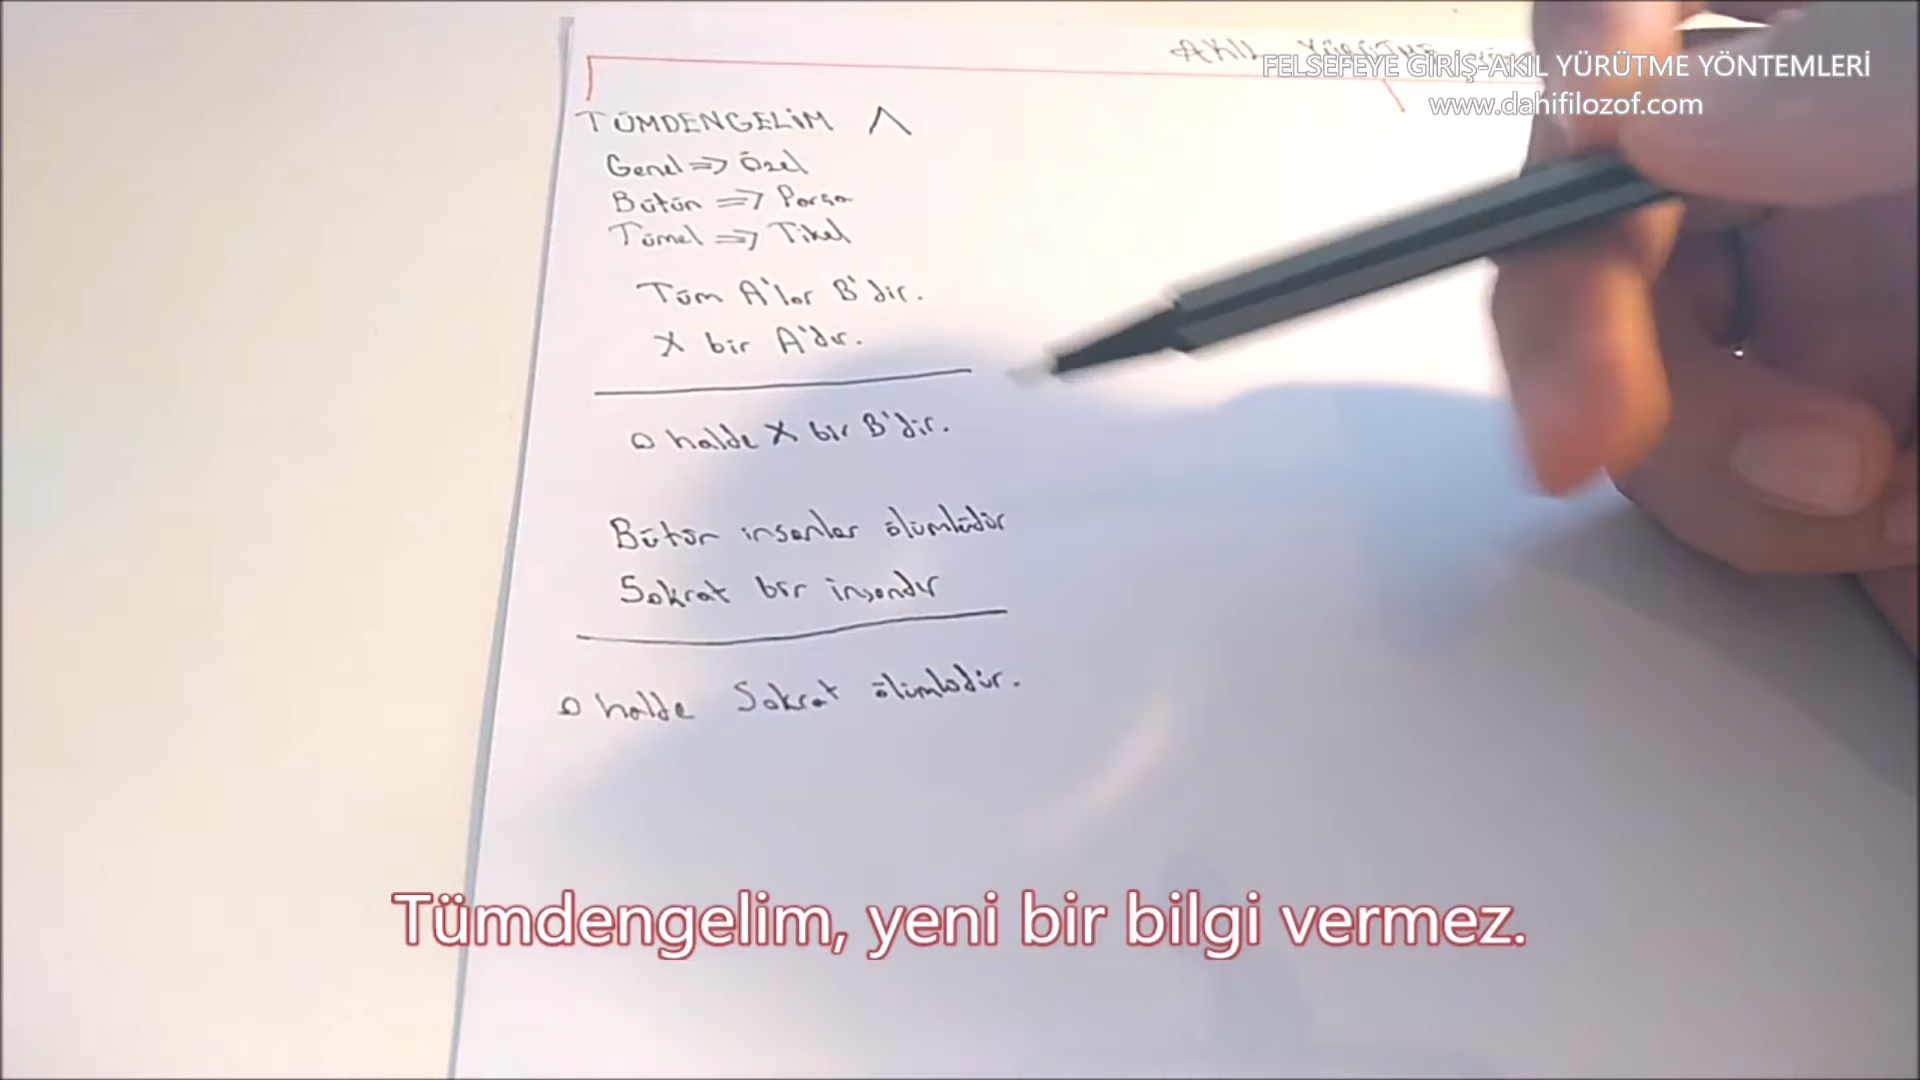 AKIL YÜRÜTME
FELSEFEYE GİRİŞ-AKIL YÜRÜTME YÖNTEMLERİ
www.dahifilozof.com
TÜMDENGELİM Λ
Genel => Özel
Bütün => Parça
Tümel => Tikel
Tüm A'lar B'dir.
X bir A'dır.
O halde X bir B'dir.
Bütün insanlar ölümlüdür
Sokrat bir insandır
O halde Sokrat ölümlüdür.
Tümdengelim, yeni bir bilgi vermez.